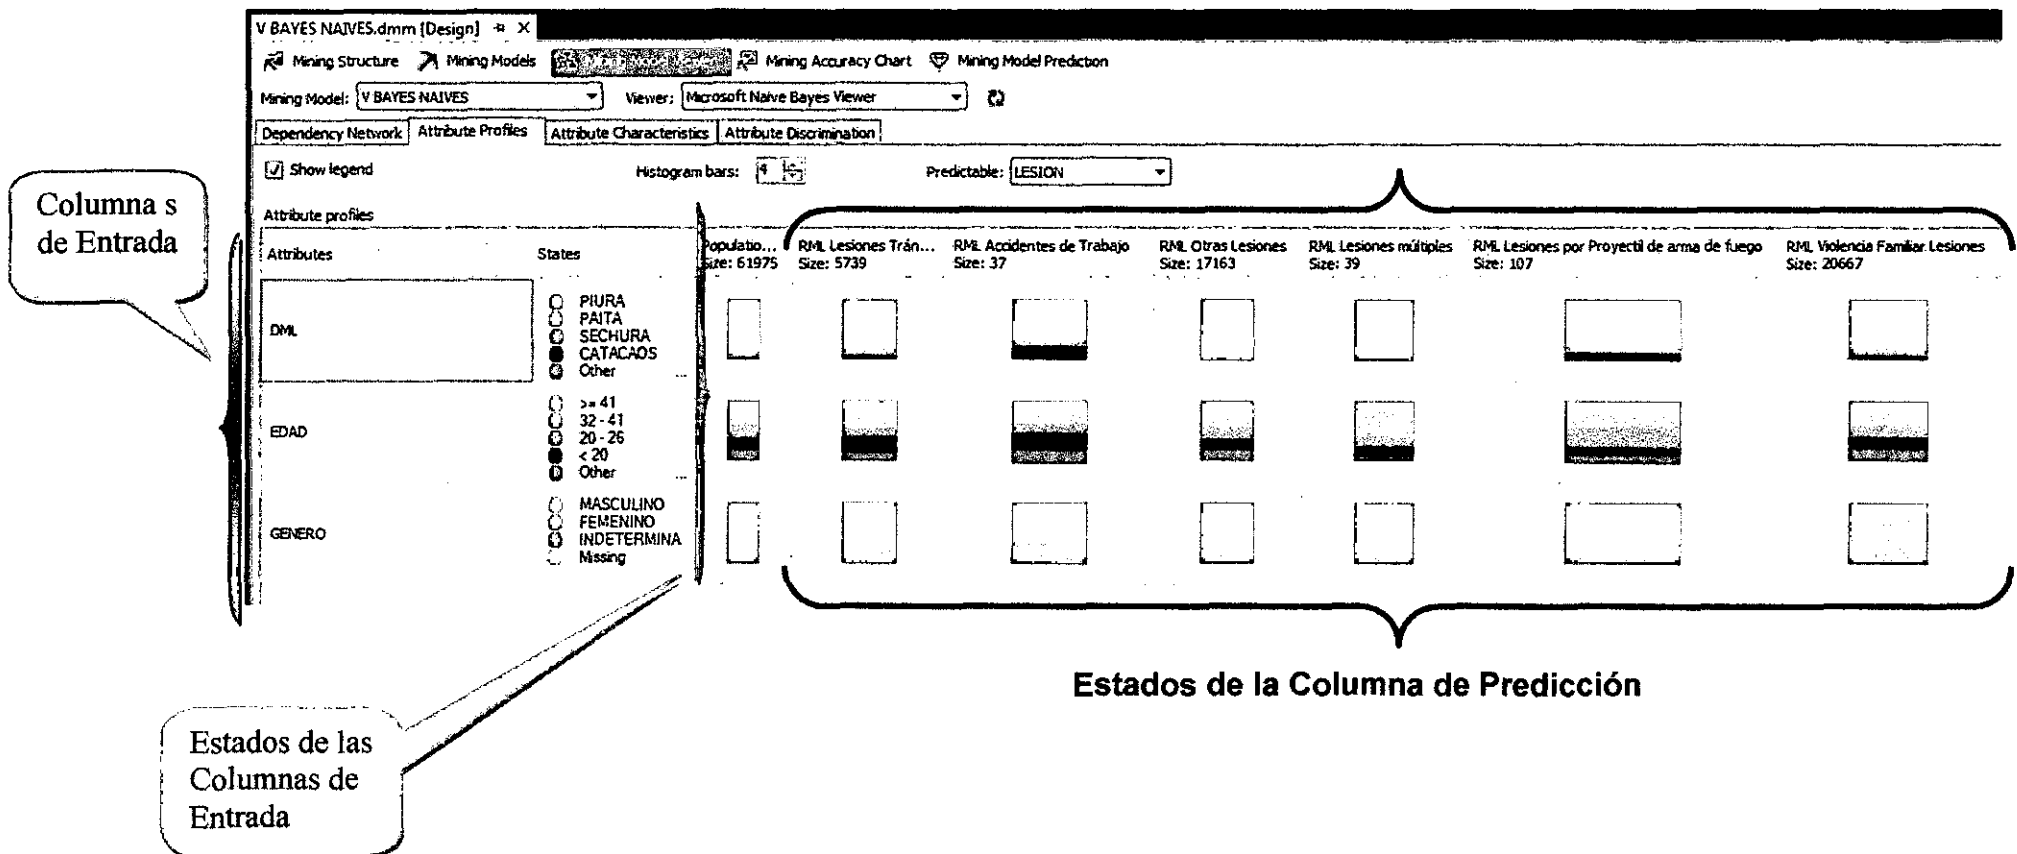 V BAYES NAIVES.dmm [Design]
Mining Structure Mining Models Mining Accuracy Chart Mining Model Prediction
Mining Model: V BAYES NAIVES Viewer: Microsoft Naive Bayes Viewer
Dependency Network Attribute Profiles Attribute Characteristics Attribute Discrimination
Show legend Histogram bars: 4 Predictable: LESION
Columna s
de Entrada
Attribute profiles
Attributes States Populatio... RML Lesiones Trán... RML Accidentes de Trabajo RML Otras Lesiones RML Lesiones múltiples RML Lesiones por Proyectil de arma de fuego RML Violencia Familiar Lesiones
Size: 61975 Size: 5739 Size: 37 Size: 17163 Size: 39 Size: 107 Size: 20667
DML
PIURA
PAITA
SECHURA
CATACAOS
Other ...
EDAD
>= 41
32 - 41
20 - 26
< 20
Other ...
GENERO
MASCULINO
FEMENINO
INDETERMINA
Missing
Estados de la Columna de Predicción
Estados de las
Columnas de
Entrada